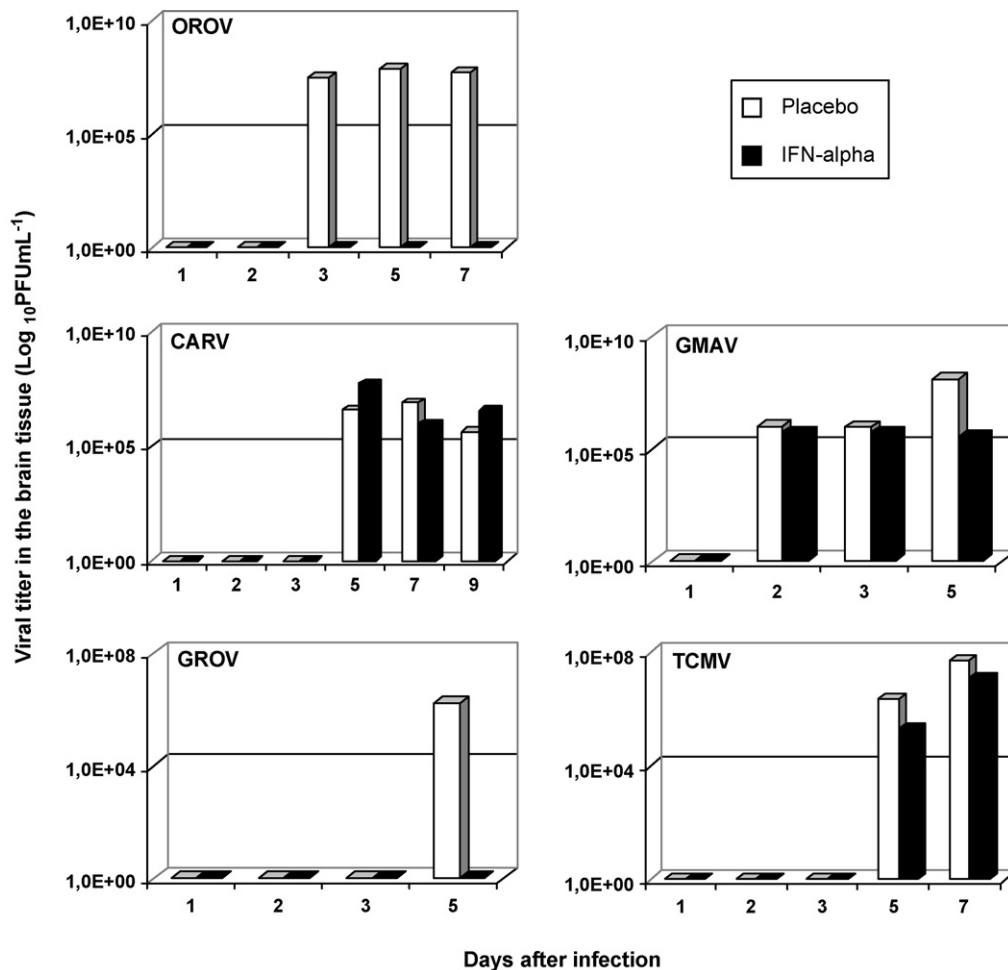 Viral titer in the brain tissue (Log 10PFUmL-1)
OROV
1,0E+10
1,0E+05
1,0E+00
1 2 3 5 7
Placebo
IFN-alpha
CARV
1,0E+10
1,0E+05
1,0E+00
1 2 3 5 7 9
GMAV
1,0E+10
1,0E+05
1,0E+00
1 2 3 5
GROV
1,0E+08
1,0E+04
1,0E+00
1 2 3 5
TCMV
1,0E+08
1,0E+04
1,0E+00
1 2 3 5 7
Days after infection